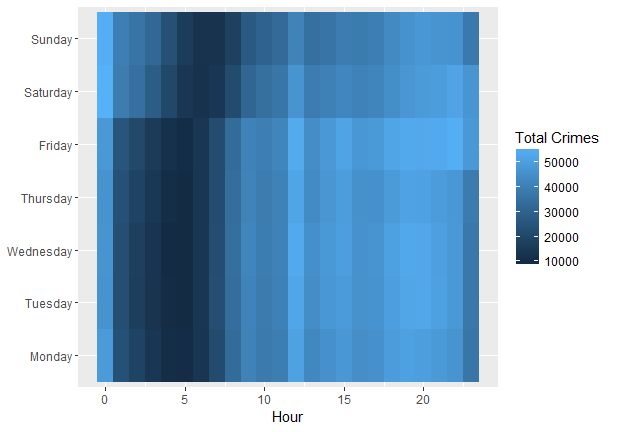 Sunday
Saturday
Friday
Thursday
Wednesday
Tuesday
Monday
0 5 10 15 20
Hour
Total Crimes
50000
40000
30000
20000
10000